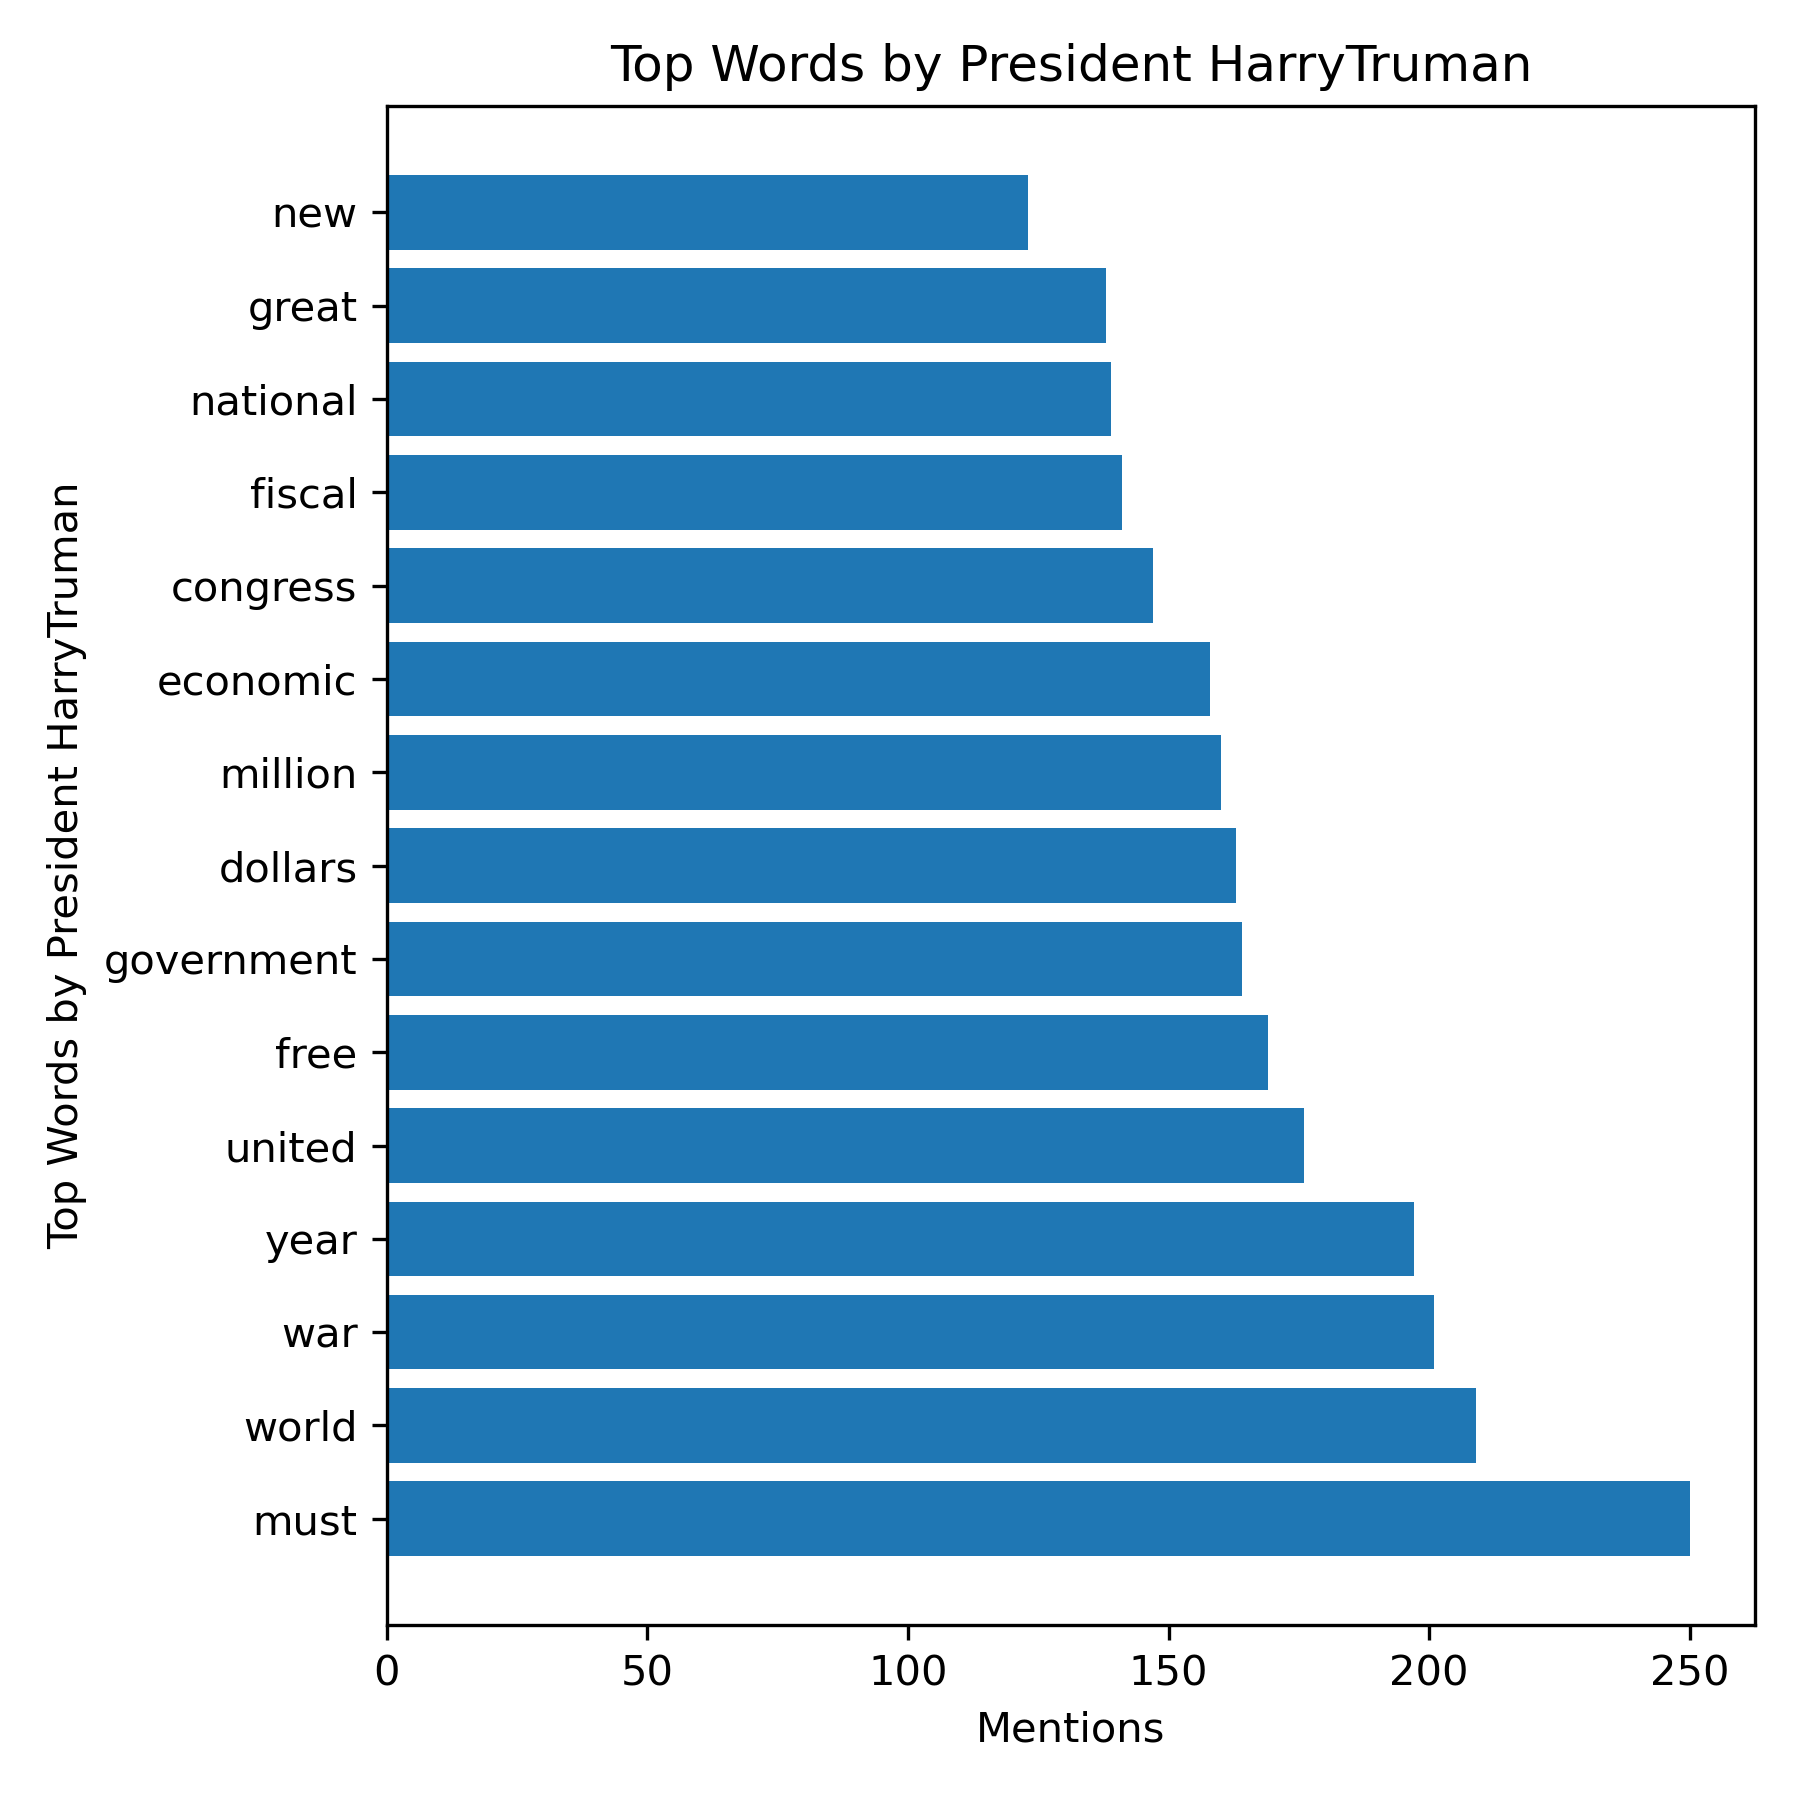 Top Words by President HarryTruman
Top Words by President HarryTruman
new
great
national
fiscal
congress
economic
million
dollars
government
free
united
year
war
world
must
0 50 100 150 200 250
Mentions